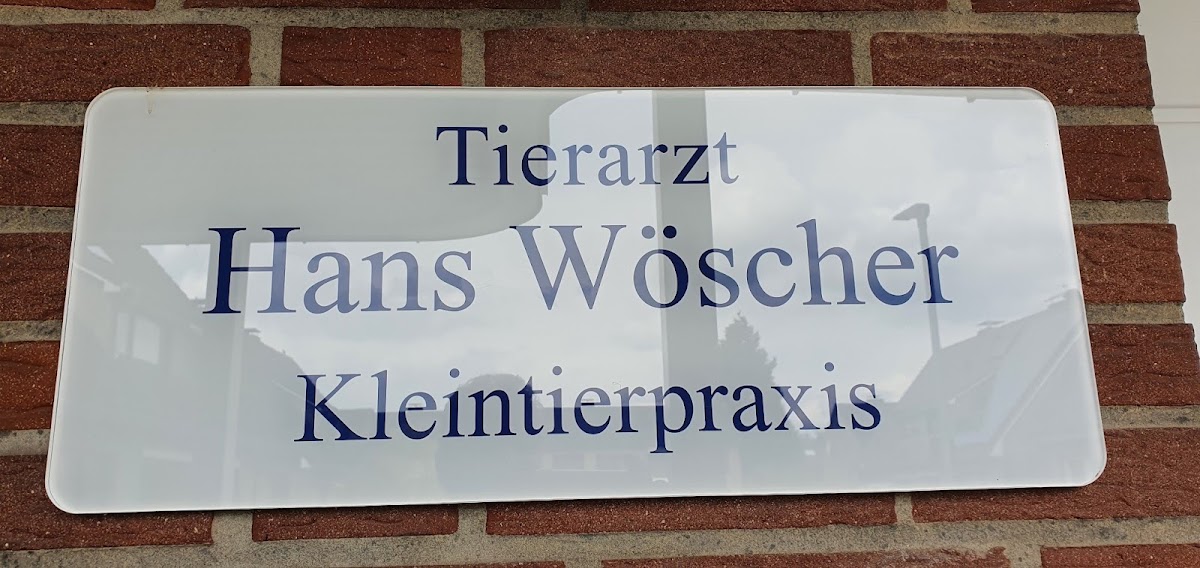 Tierarzt
Hans Wöscher
Kleintierpraxis